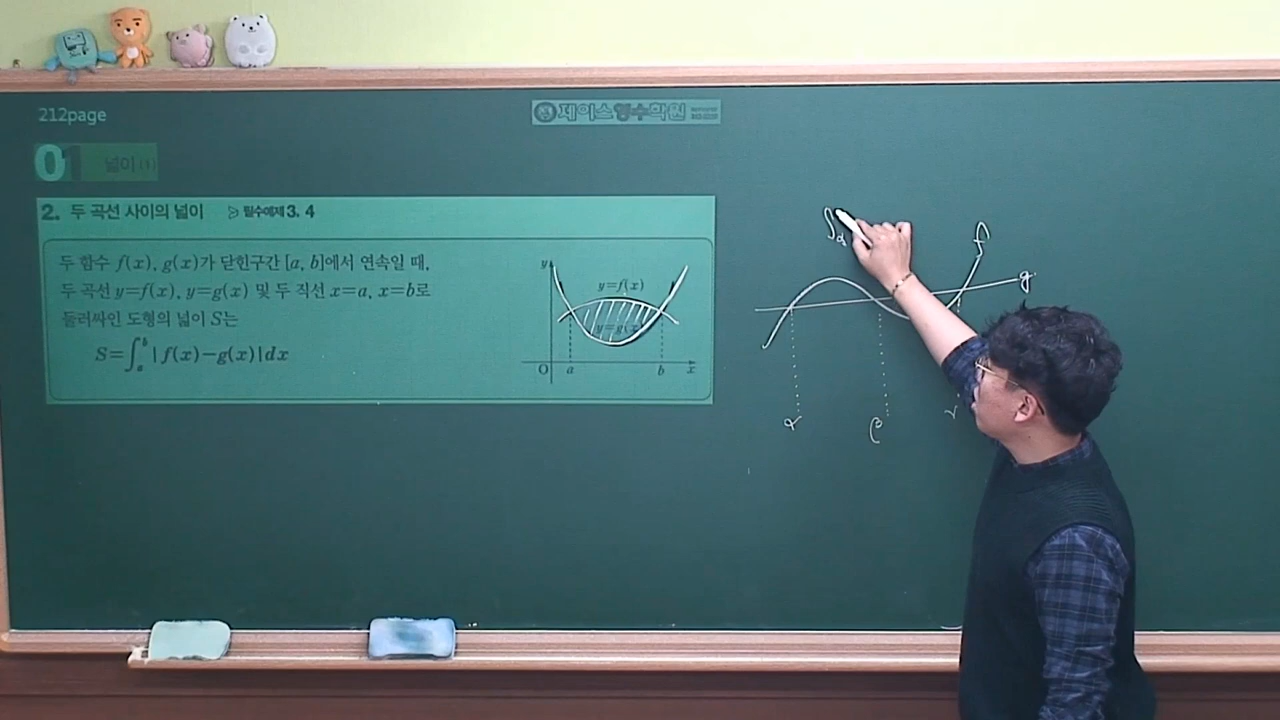 212page
제이스영수학원
01 넓이(1)
2. 두 곡선 사이의 넓이 필수예제 3, 4
두 함수 f(x), g(x)가 닫힌구간 [a, b]에서 연속일 때,
두 곡선 y=f(x), y=g(x) 및 두 직선 x=a, x=b로
둘러싸인 도형의 넓이 S는
S=∫_a^b |f(x)-g(x)|dx
y
y=f(x)
y=g(x)
O a b x
∫α
f
g
α β γ